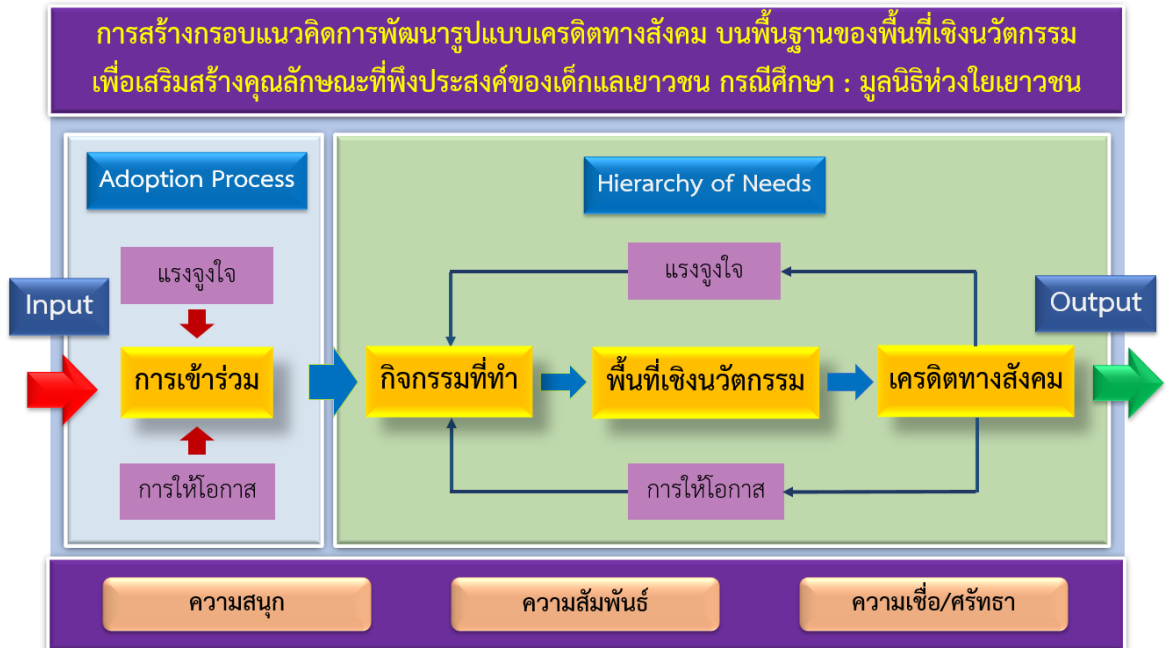 การสร้างกรอบแนวคิดการพัฒนารูปแบบเครดิตทางสังคม บนพื้นฐานของพื้นที่เชิงนวัตกรรม
เพื่อเสริมสร้างคุณลักษณะที่พึงประสงค์ของเด็กแลเยาวชน กรณีศึกษา : มูลนิธิห่วงใยเยาวชน
Adoption Process
Hierarchy of Needs
แรงจูงใจ
แรงจูงใจ
Input
Output
การเข้าร่วม
กิจกรรมที่ทำ
พื้นที่เชิงนวัตกรรม
เครดิตทางสังคม
การให้โอกาส
การให้โอกาส
ความสนุก
ความสัมพันธ์
ความเชื่อ/ศรัทธา